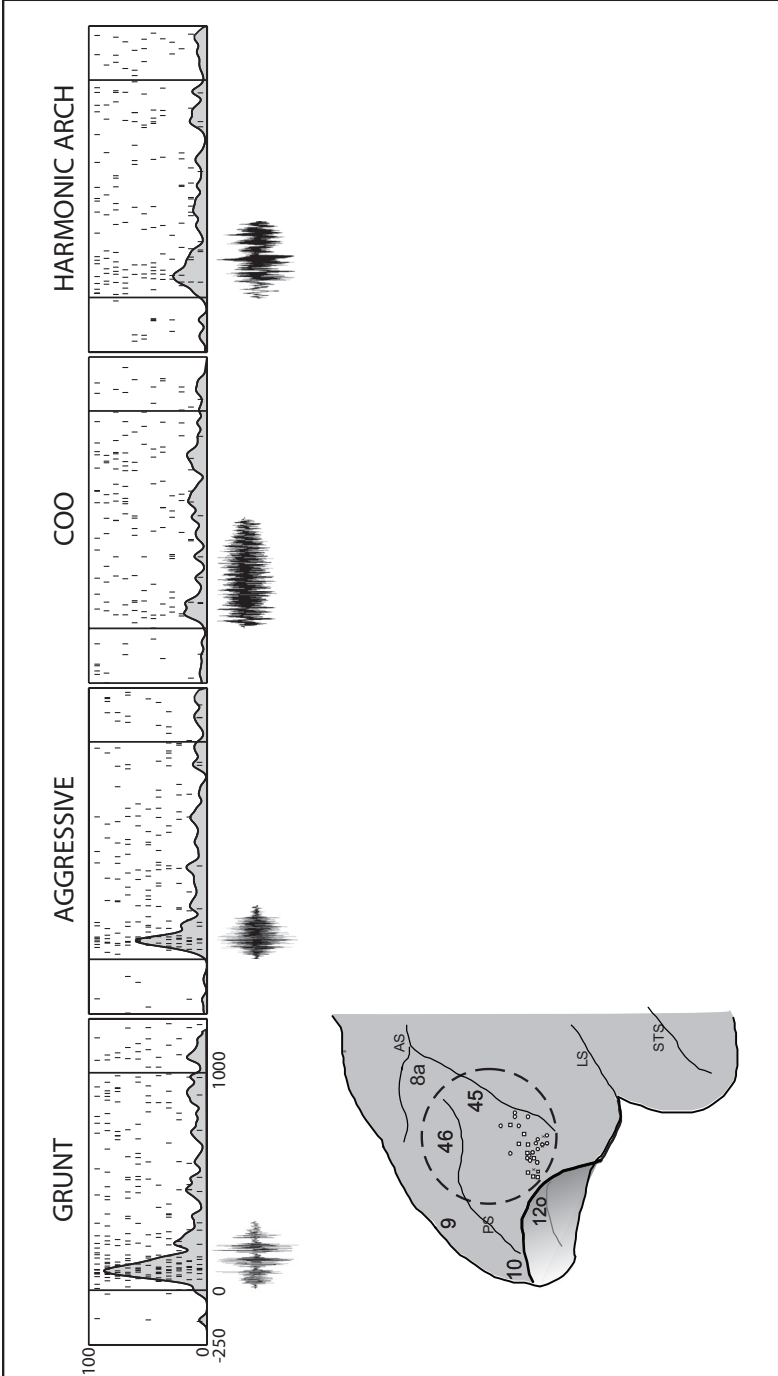 GRUNT
AGGRESSIVE
COO
HARMONIC ARCH
100
0
-250
0
1000
AS
8a
45
46
9
PS
10
12o
LS
STS